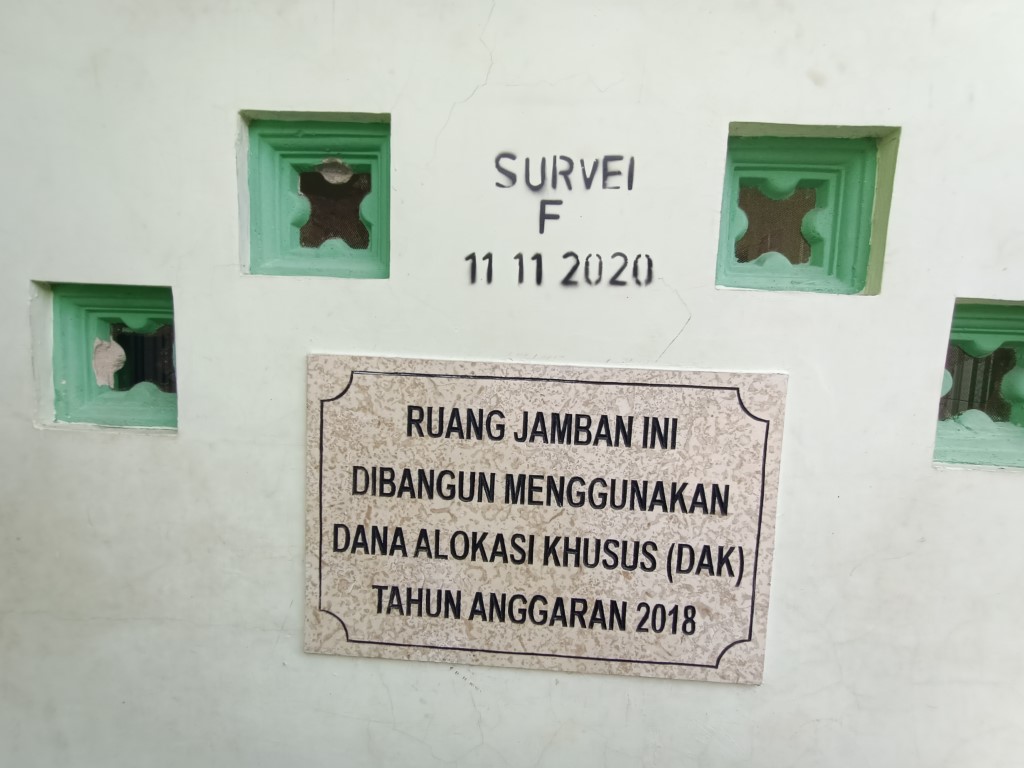 SURVEI
F
11 11 2020
RUANG JAMBAN INI
DIBANGUN MENGGUNAKAN
DANA ALOKASI KHUSUS (DAK)
TAHUN ANGGARAN 2018